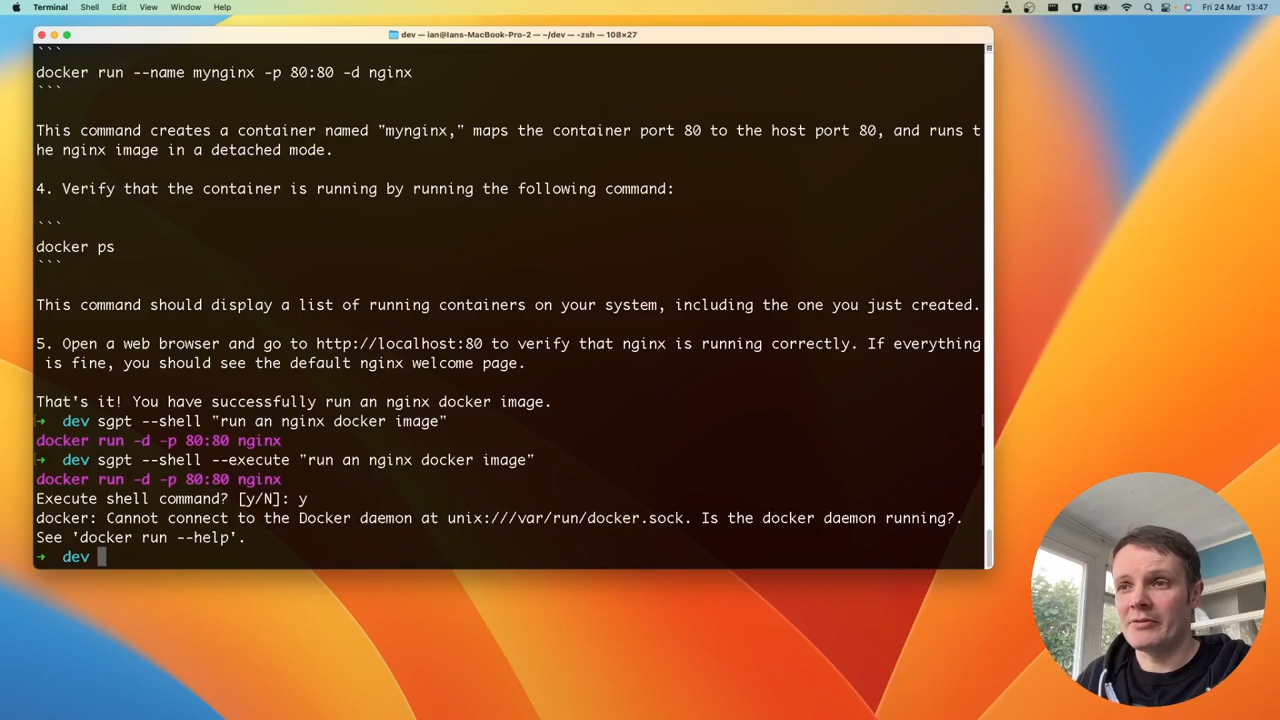 Terminal Shell Edit View Window Help Fri 24 Mar 13:47
dev — ian@Ians-MacBook-Pro-2 — ~/dev — -zsh — 108×27
```
docker run --name mynginx -p 80:80 -d nginx
```
This command creates a container named "mynginx," maps the container port 80 to the host port 80, and runs t
he nginx image in a detached mode.
4. Verify that the container is running by running the following command:
```
docker ps
```
This command should display a list of running containers on your system, including the one you just created.
5. Open a web browser and go to http://localhost:80 to verify that nginx is running correctly. If everything
is fine, you should see the default nginx welcome page.
That's it! You have successfully run an nginx docker image.
[➜ dev sgpt --shell "run an nginx docker image" ]
docker run -d -p 80:80 nginx
[➜ dev sgpt --shell --execute "run an nginx docker image" ]
docker run -d -p 80:80 nginx
Execute shell command? [y/N]: y
docker: Cannot connect to the Docker daemon at unix:///var/run/docker.sock. Is the docker daemon running?.
See 'docker run --help'.
➜ dev